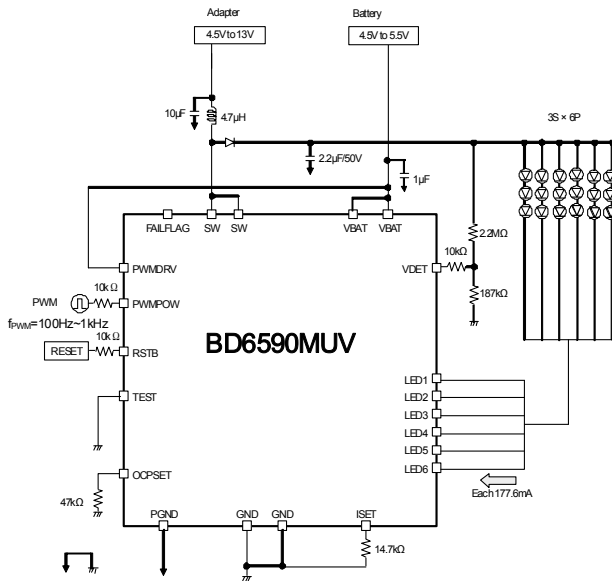 Adapter
Battery
4.5V to 13V
4.5V to 5.5V
10µF
4.7µH
3S × 6P
2.2µF/50V
1µF
FAILFLAG
SW
SW
VBAT
VBAT
2.2MΩ
PWMDRV
VDET
10kΩ
10kΩ
PWM
PWMPOW
187kΩ
fPWM=100Hz~1kHz
10kΩ
RESET
RSTB
BD6590MUV
TEST
LED1
LED2
LED3
LED4
LED5
LED6
OCPSET
Each 177.6mA
47kΩ
PGND
GND
GND
ISET
14.7kΩ